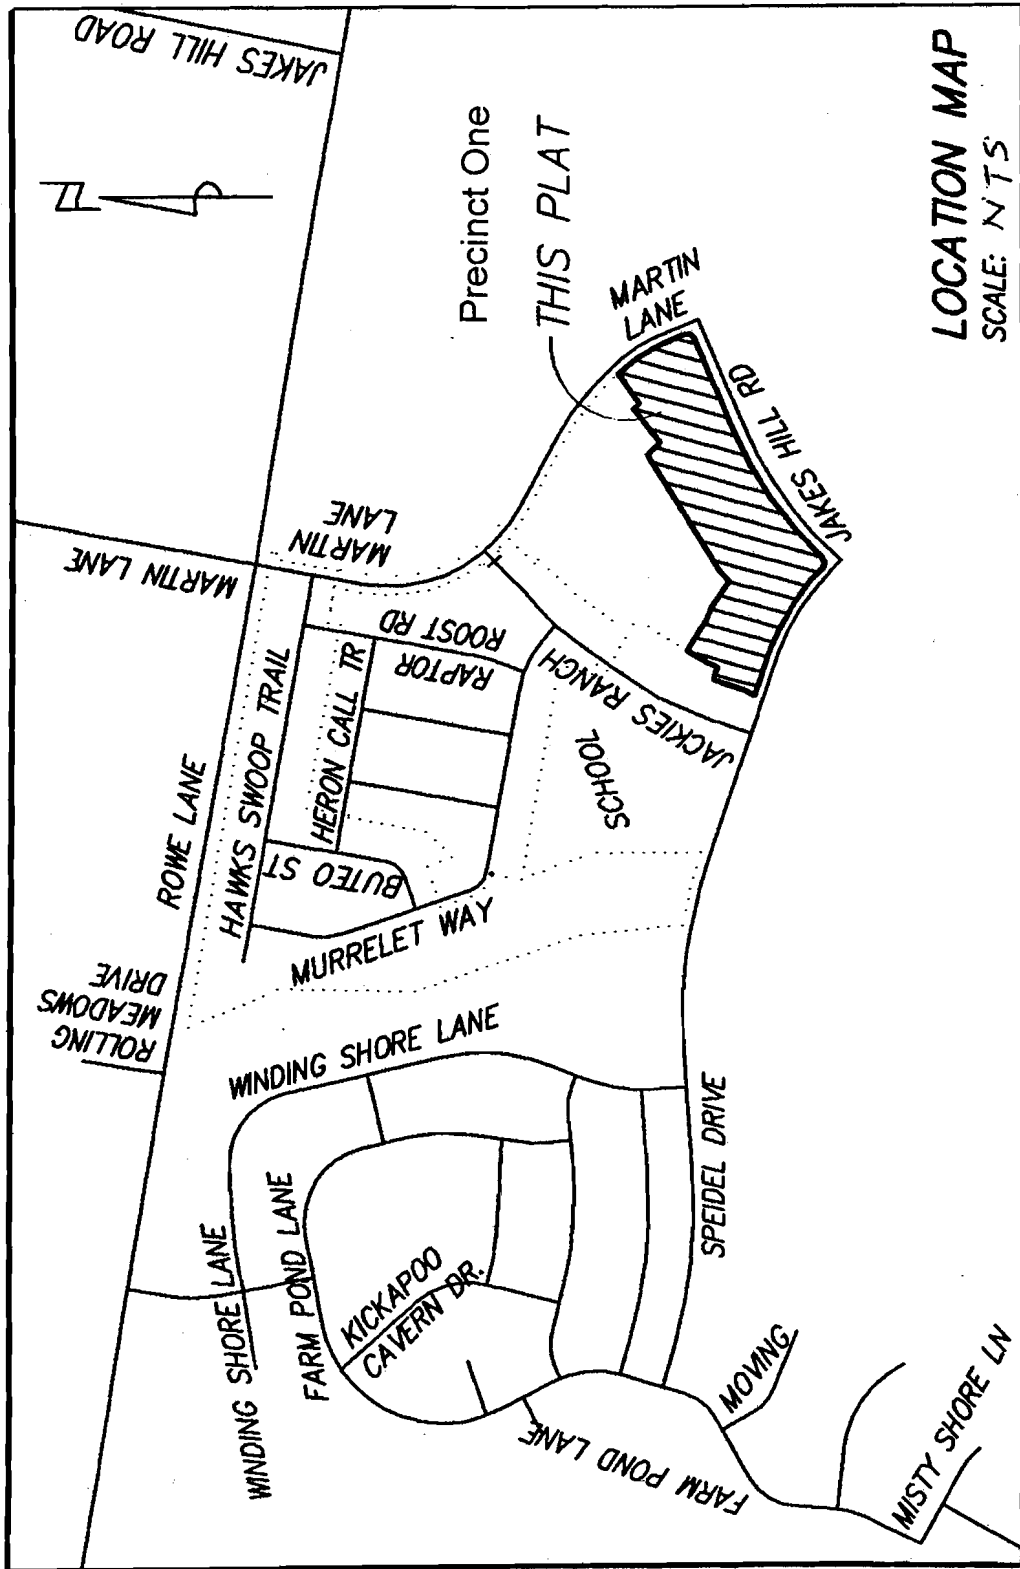 JAKES HILL ROAD
N
Precinct One
THIS PLAT
MARTIN
LANE
LOCATION MAP
SCALE: NTS
JAKES HILL RD
MARTIN LANE
MARTIN
LANE
ROWE LANE
HAWKS SWOOP TRAIL
HERON CALL TR
RAPTOR
ROOST RD
BUTEO ST
JACKIES RANCH
SCHOOL
MURRELET WAY
ROLLING
MEADOWS
DRIVE
WINDING SHORE LANE
WINDING SHORE LANE
FARM POND LANE
KICKAPOO
CAVERN DR.
SPEIDEL DRIVE
FARM POND LANE
MOVING
MISTY SHORE LN